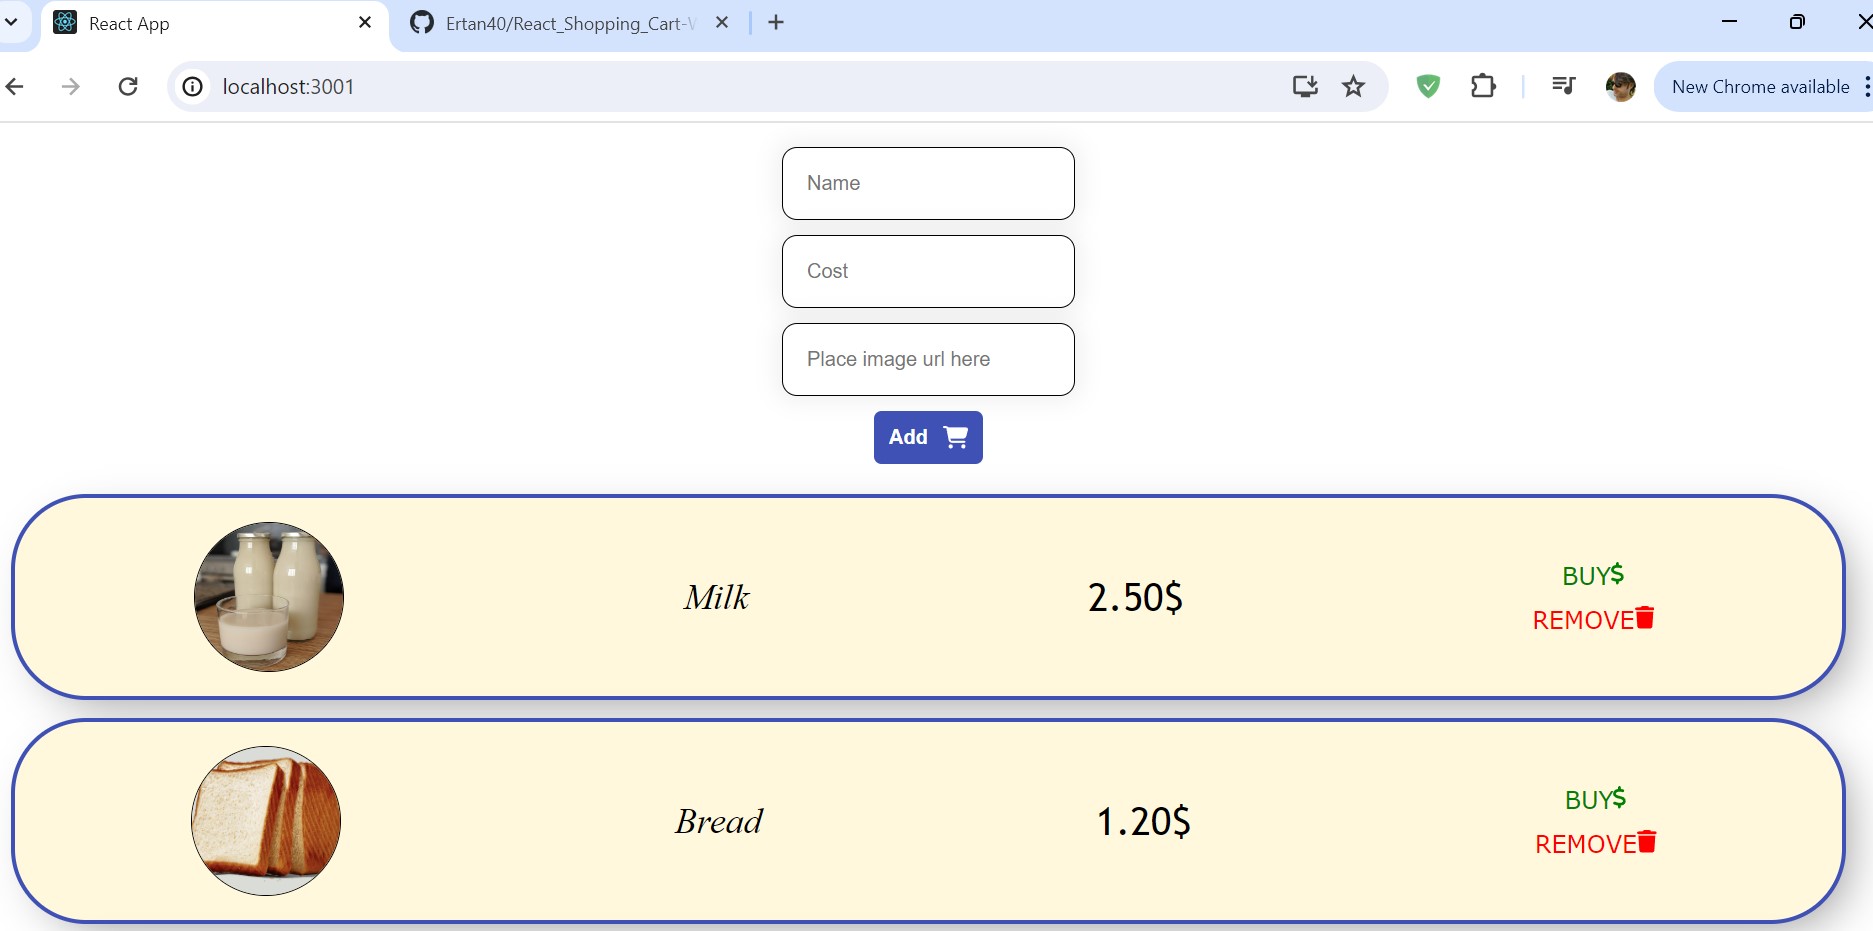 React App
Ertan40/React_Shopping_Cart-
localhost:3001
New Chrome available
Name
Cost
Place image url here
Add
Milk
2.50$
BUY$
REMOVE
Bread
1.20$
BUY$
REMOVE